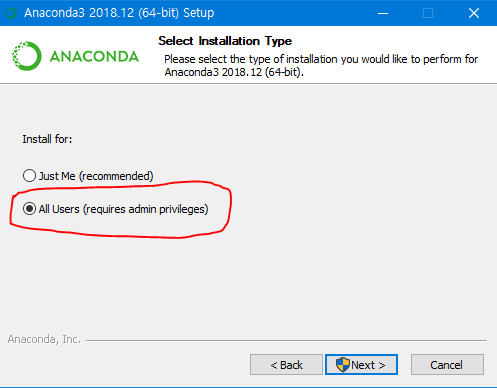 Anaconda3 2018.12 (64-bit) Setup
ANACONDA
Select Installation Type
Please select the type of installation you would like to perform for
Anaconda3 2018.12 (64-bit).
Install for:
Just Me (recommended)
All Users (requires admin privileges)
Anaconda, Inc.
< Back
Next >
Cancel